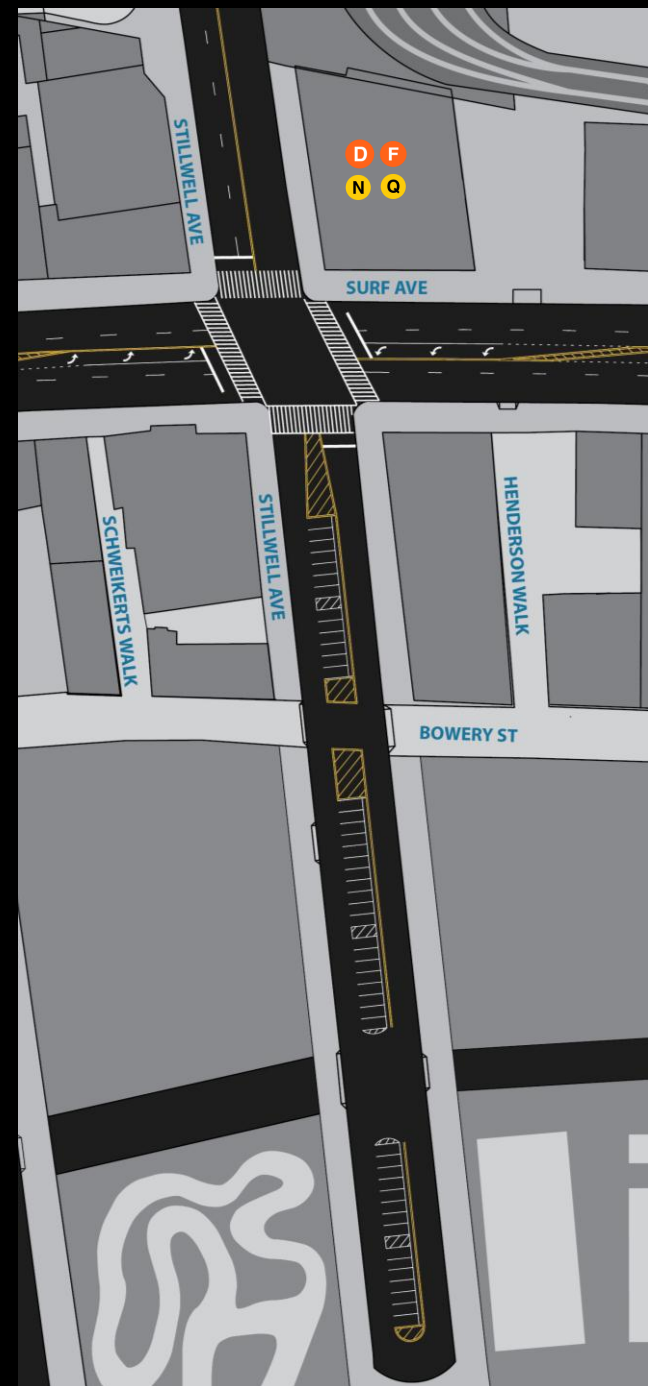 STILLWELL AVE
D F
N Q
SURF AVE
SCHWEIKERTS WALK
STILLWELL AVE
HENDERSON WALK
BOWERY ST